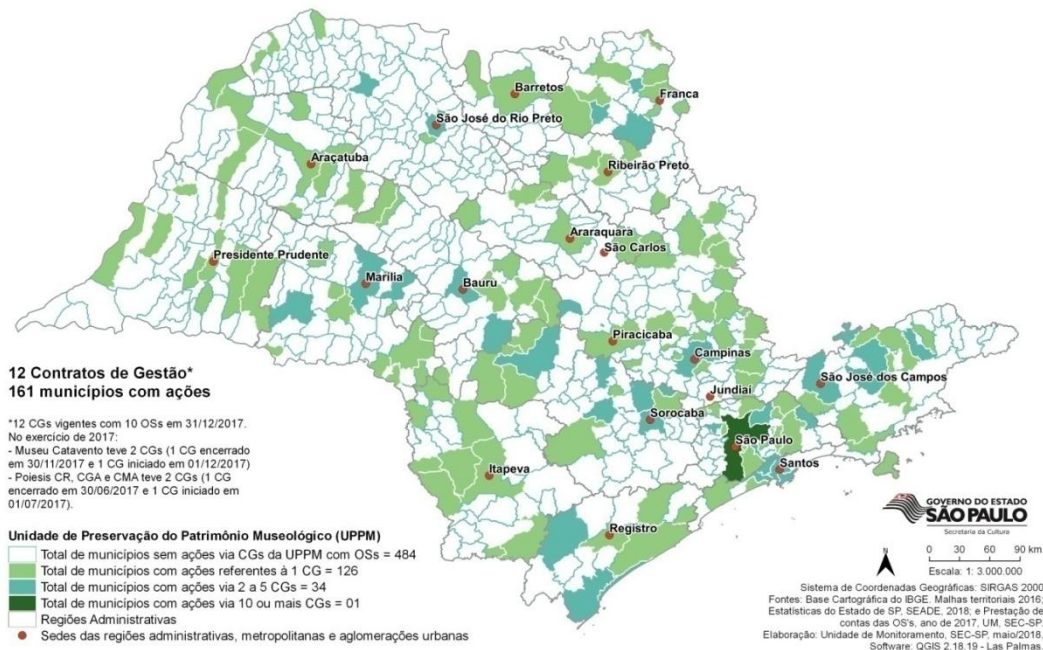 Barretos
Franca
São José do Rio Preto
Araçatuba
Ribeirão Preto
Araraquara
São Carlos
Presidente Prudente
Marília
Bauru
Piracicaba
Campinas
São José dos Campos
Jundiaí
Sorocaba
São Paulo
Santos
Itapeva
Registro
12 Contratos de Gestão*
161 municípios com ações
*12 CGs vigentes com 10 OSs em 31/12/2017.
No exercício de 2017:
- Museu Catavento teve 2 CGs (1 CG encerrado
em 30/11/2017 e 1 CG iniciado em 01/12/2017)
- Poiesis CR, CGA e CMA teve 2 CGs (1 CG
encerrado em 30/06/2017 e 1 CG iniciado em
01/07/2017).
Unidade de Preservação do Patrimônio Museológico (UPPM)
Total de municípios sem ações via CGs da UPPM com OSs = 484
Total de municípios com ações referentes à 1 CG = 126
Total de municípios com ações via 2 a 5 CGs = 34
Total de municípios com ações via 10 ou mais CGs = 01
Regiões Administrativas
Sedes das regiões administrativas, metropolitanas e aglomerações urbanas
GOVERNO DO ESTADO
SÃO PAULO
Secretaria da Cultura
0 30 60 90 km
Escala: 1: 3.000.000
Sistema de Coordenadas Geográficas: SIRGAS 2000
Fontes: Base Cartográfica do IBGE. Malhas territoriais 2016;
Estatísticas do Estado de SP, SEADE, 2018; e Prestação de
contas das OS's, ano de 2017, UM, SEC-SP.
Elaboração: Unidade de Monitoramento, SEC-SP, maio/2018.
Software: QGIS 2.18.19 - Las Palmas.